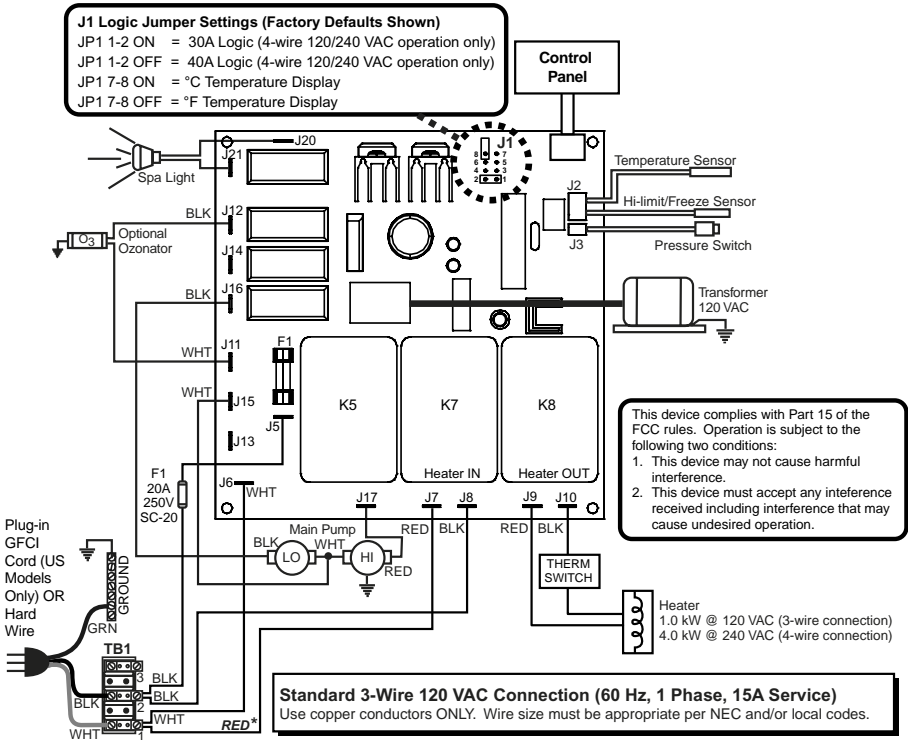 J1 Logic Jumper Settings (Factory Defaults Shown)
JP1 1-2 ON = 30A Logic (4-wire 120/240 VAC operation only)
JP1 1-2 OFF = 40A Logic (4-wire 120/240 VAC operation only)
JP1 7-8 ON = °C Temperature Display
JP1 7-8 OFF = °F Temperature Display
Control
Panel
J20
J21
Spa Light
J1
8 7
6 5
4 3
2 1
Temperature Sensor
J2
Hi-limit/Freeze Sensor
J3
Pressure Switch
BLK
J12
O3
Optional
Ozonator
J14
BLK
J16
Transformer
120 VAC
WHT
J11
F1
WHT
J15
J5
J13
K5
K7
K8
Heater IN
Heater OUT
This device complies with Part 15 of the
FCC rules. Operation is subject to the
following two conditions:
1. This device may not cause harmful
interference.
2. This device must accept any inteference
received including interference that may
cause undesired operation.
F1
20A
250V
SC-20
J6
WHT
J17
J7
J8
J9
J10
RED
BLK
RED
BLK
Main Pump
BLK
LO
WHT
HI
RED
THERM
SWITCH
Heater
1.0 kW @ 120 VAC (3-wire connection)
4.0 kW @ 240 VAC (4-wire connection)
Plug-in
GFCI
Cord (US
Models
Only) OR
Hard
Wire
GROUND
GRN
TB1
3
BLK
BLK
BLK
2
WHT
WHT
1
RED*
Standard 3-Wire 120 VAC Connection (60 Hz, 1 Phase, 15A Service)
Use copper conductors ONLY. Wire size must be appropriate per NEC and/or local codes.